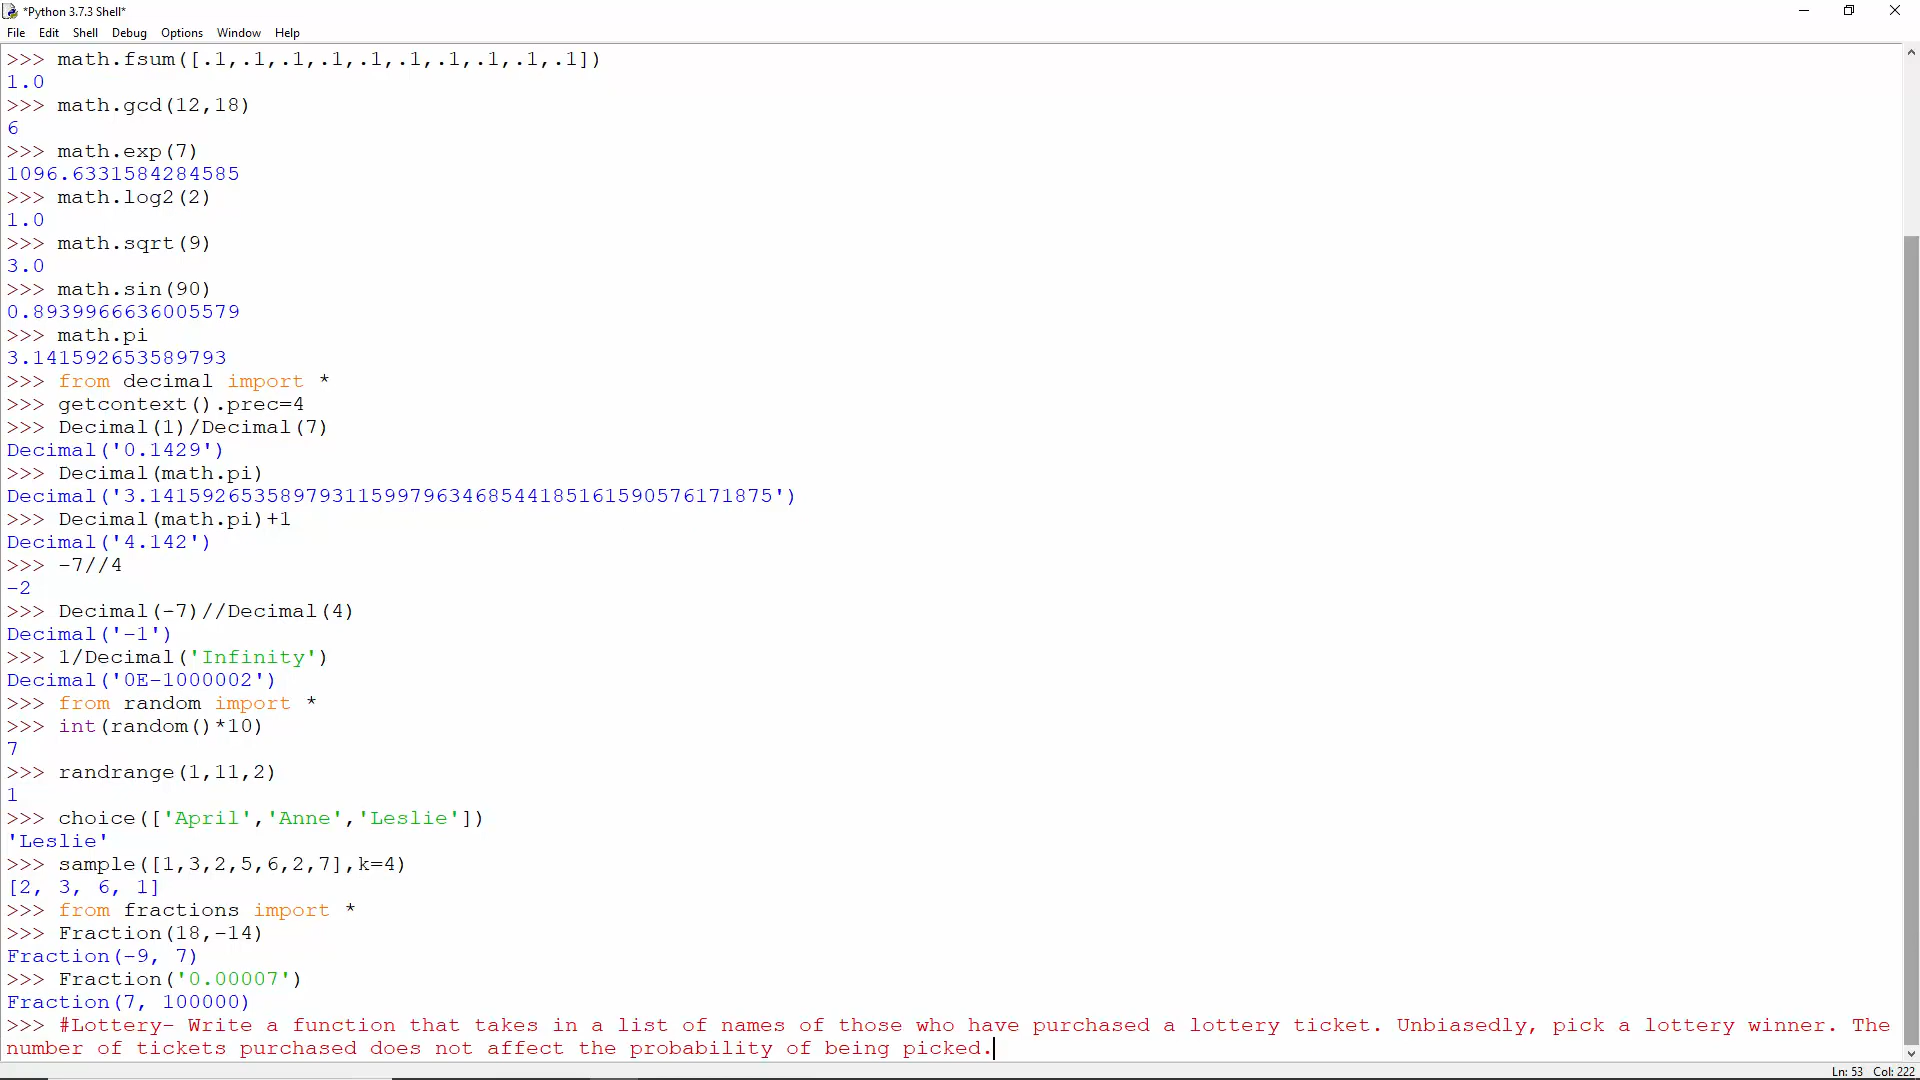 *Python 3.7.3 Shell*
File Edit Shell Debug Options Window Help
>>> math.fsum([.1,.1,.1,.1,.1,.1,.1,.1,.1,.1])
1.0
>>> math.gcd(12,18)
6
>>> math.exp(7)
1096.6331584284585
>>> math.log2(2)
1.0
>>> math.sqrt(9)
3.0
>>> math.sin(90)
0.8939966636005579
>>> math.pi
3.141592653589793
>>> from decimal import *
>>> getcontext().prec=4
>>> Decimal(1)/Decimal(7)
Decimal('0.1429')
>>> Decimal(math.pi)
Decimal('3.141592653589793115997963468544185161590576171875')
>>> Decimal(math.pi)+1
Decimal('4.142')
>>> -7//4
-2
>>> Decimal(-7)//Decimal(4)
Decimal('-1')
>>> 1/Decimal('Infinity')
Decimal('0E-1000002')
>>> from random import *
>>> int(random()*10)
7
>>> randrange(1,11,2)
1
>>> choice(['April','Anne','Leslie'])
'Leslie'
>>> sample([1,3,2,5,6,2,7],k=4)
[2, 3, 6, 1]
>>> from fractions import *
>>> Fraction(18,-14)
Fraction(-9, 7)
>>> Fraction('0.00007')
Fraction(7, 100000)
>>> #Lottery- Write a function that takes in a list of names of those who have purchased a lottery ticket. Unbiasedly, pick a lottery winner. The
number of tickets purchased does not affect the probability of being picked.
Ln: 53 Col: 222